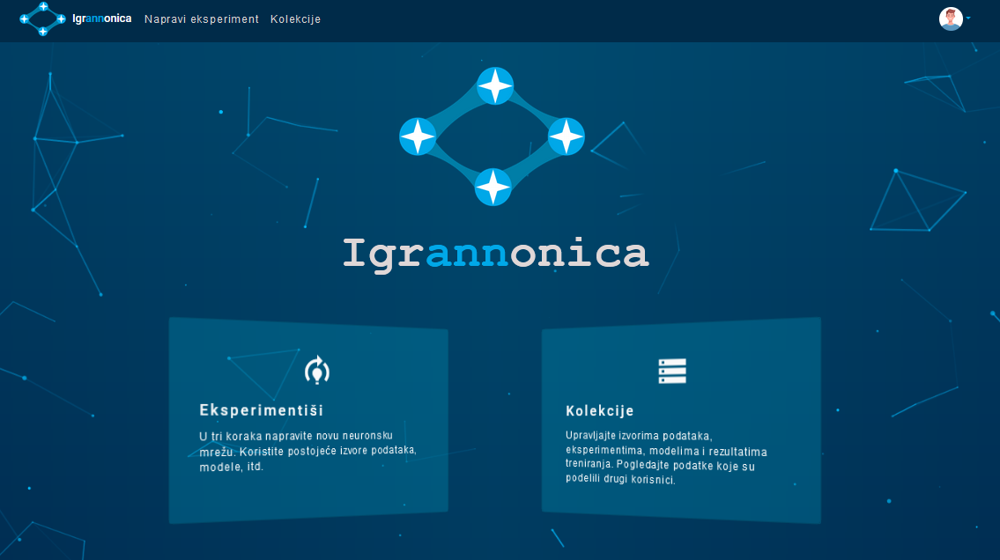 Igrannonica Napravi eksperiment Kolekcije
Igrannonica
Eksperimentiši
U tri koraka napravite novu neuronsku
mrežu. Koristite postojeće izvore podataka,
modele, itd.
Kolekcije
Upravljajte izvorima podataka,
eksperimentima, modelima i rezultatima
treniranja. Pogledajte podatke koje su
podelili drugi korisnici.